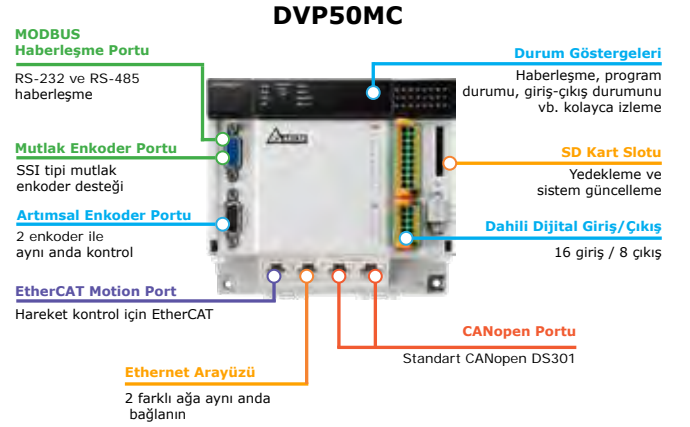 DVP50MC
MODBUS
Haberleşme Portu
RS-232 ve RS-485
haberleşme
Mutlak Enkoder Portu
SSI tipi mutlak
enkoder desteği
Artımsal Enkoder Portu
2 enkoder ile
aynı anda kontrol
EtherCAT Motion Port
Hareket kontrol için EtherCAT
Ethernet Arayüzü
2 farklı ağa aynı anda
bağlanın
Durum Göstergeleri
Haberleşme, program
durumu, giriş-çıkış durumunu
vb. kolayca izleme
SD Kart Slotu
Yedekleme ve
sistem güncelleme
Dahili Dijital Giriş/Çıkış
16 giriş / 8 çıkış
CANopen Portu
Standart CANopen DS301